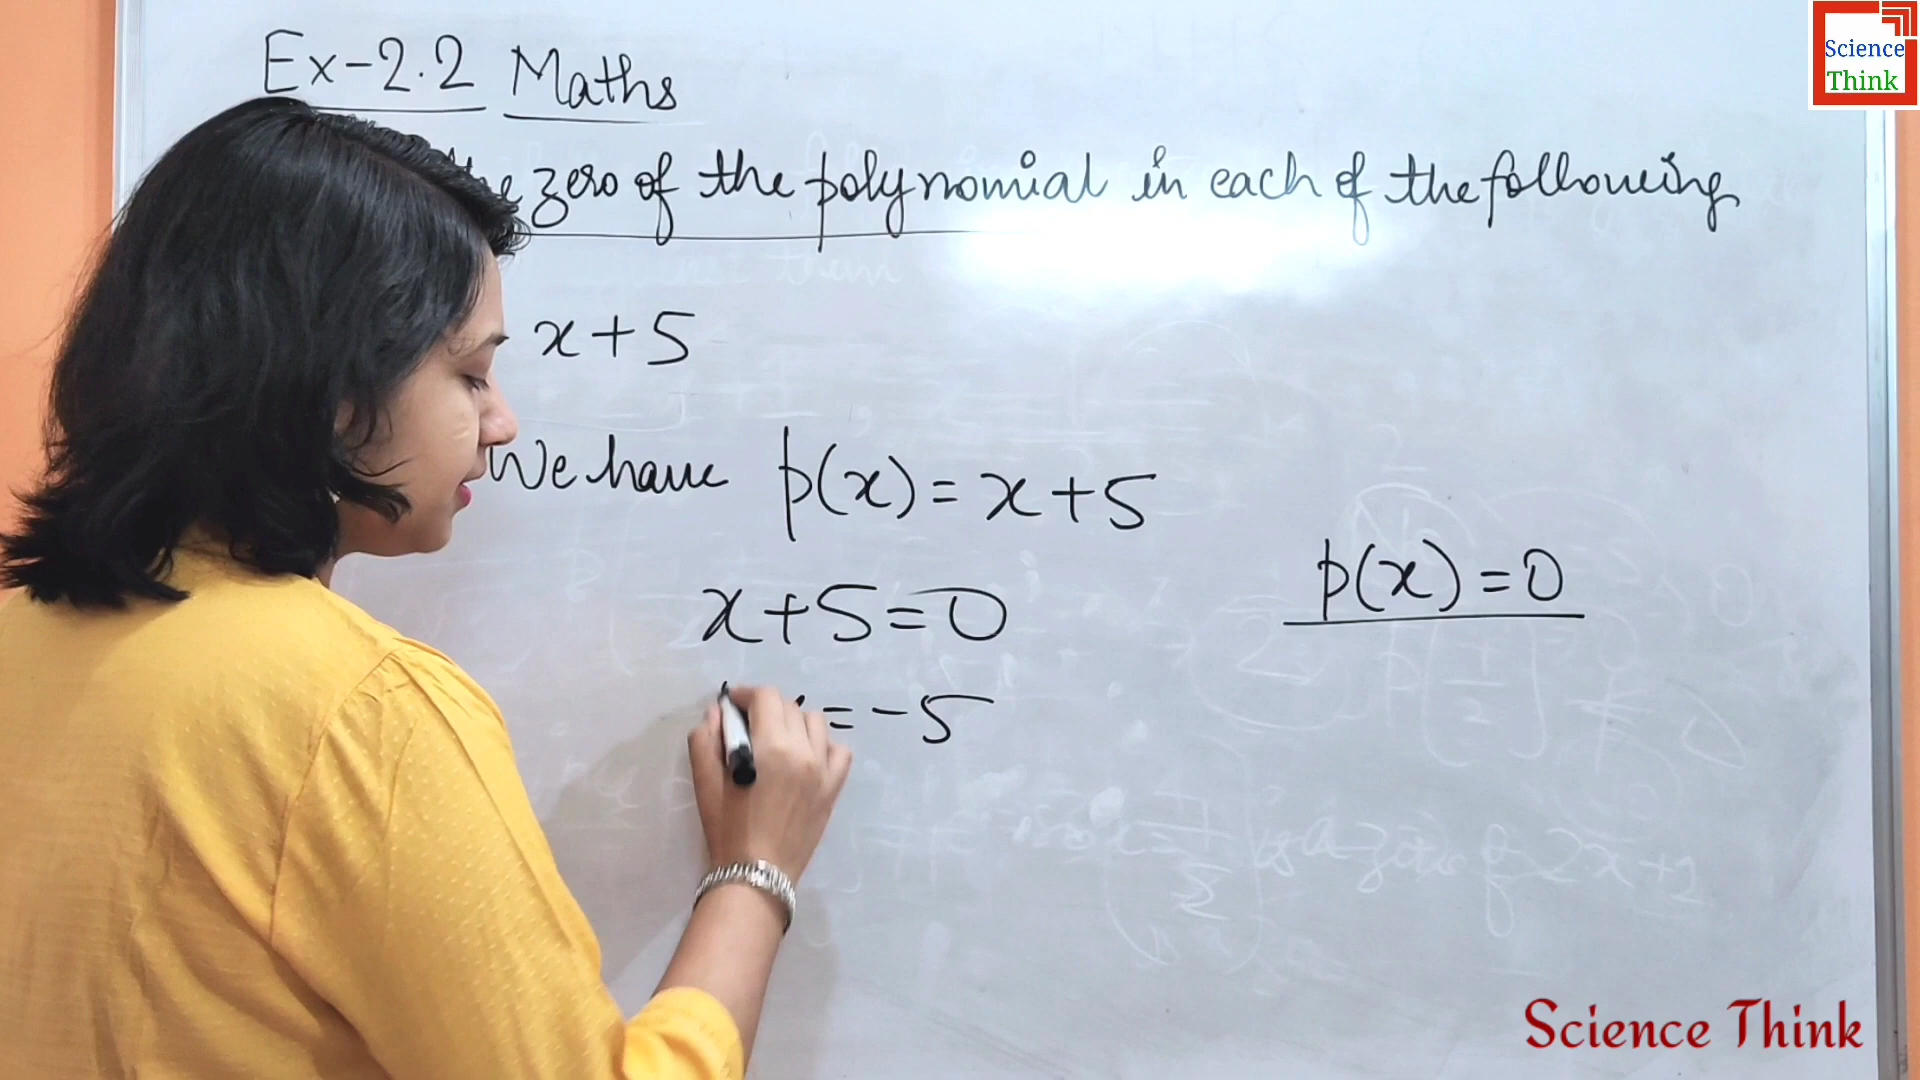 Science
Think
Ex-2.2 Maths
zero of the polynomial in each of the following
x+5
We have p(x)=x+5
p(x)=0
x+5=0
x=-5
Science Think